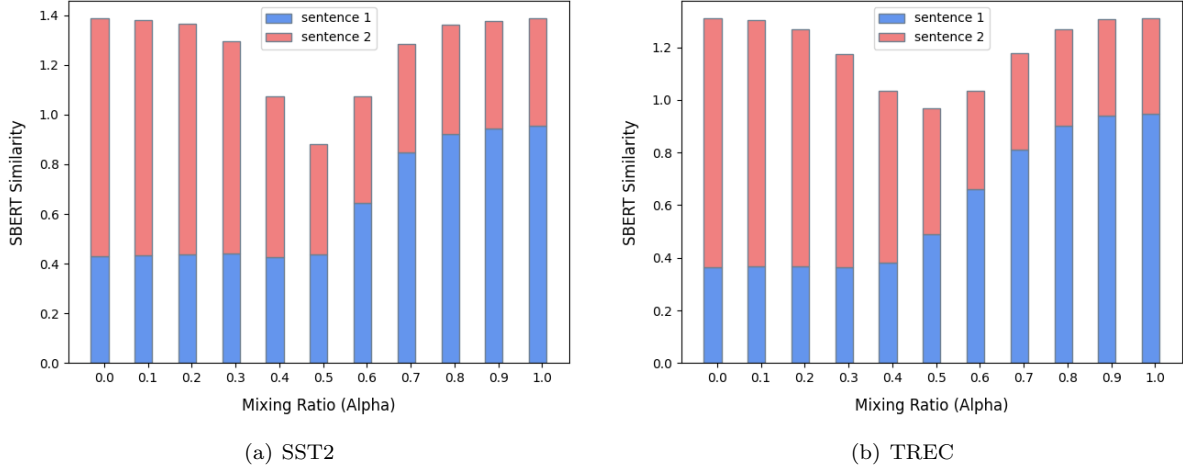 sentence 1
sentence 2
SBERT Similarity
1.4
1.2
1.0
0.8
0.6
0.4
0.2
0.0
0.0 0.1 0.2 0.3 0.4 0.5 0.6 0.7 0.8 0.9 1.0
Mixing Ratio (Alpha)
(a) SST2
sentence 1
sentence 2
SBERT Similarity
1.2
1.0
0.8
0.6
0.4
0.2
0.0
0.0 0.1 0.2 0.3 0.4 0.5 0.6 0.7 0.8 0.9 1.0
Mixing Ratio (Alpha)
(b) TREC